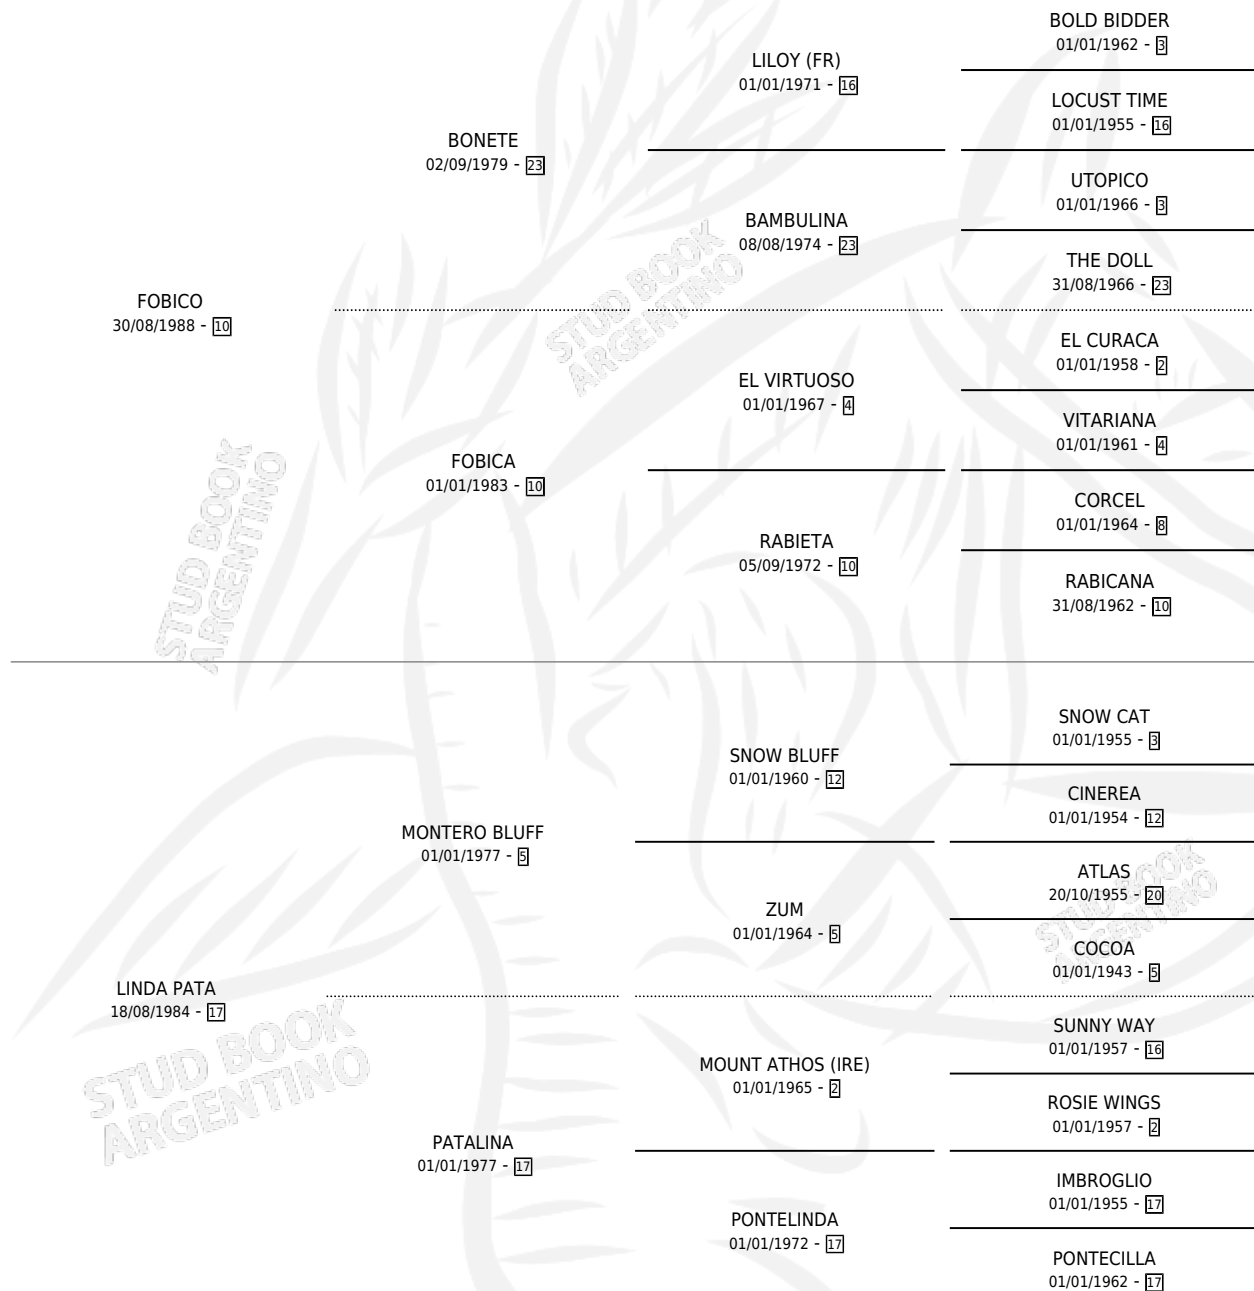 BOLD BIDDER
01/01/1962 - 3
LILOY (FR)
01/01/1971 - 16
LOCUST TIME
01/01/1955 - 16
BONETE
02/09/1979 - 23
UTOPICO
01/01/1966 - 3
BAMBULINA
08/08/1974 - 23
THE DOLL
31/08/1966 - 23
FOBICO
30/08/1988 - 10
STUD BOOK
ARGENTINO
EL CURACA
01/01/1958 - 2
EL VIRTUOSO
01/01/1967 - 4
VITARIANA
01/01/1961 - 4
FOBICA
01/01/1983 - 10
CORCEL
01/01/1964 - 8
RABIETA
05/09/1972 - 10
RABICANA
31/08/1962 - 10
STUD BOOK
ARGENTINO
SNOW CAT
01/01/1955 - 3
SNOW BLUFF
01/01/1960 - 12
CINEREA
01/01/1954 - 12
MONTERO BLUFF
01/01/1977 - 5
ATLAS
20/10/1955 - 20
STUD BOOK
ARGENTINO
ZUM
01/01/1964 - 5
COCOA
01/01/1943 - 5
LINDA PATA
18/08/1984 - 17
STUD BOOK
ARGENTINO
SUNNY WAY
01/01/1957 - 16
MOUNT ATHOS (IRE)
01/01/1965 - 2
ROSIE WINGS
01/01/1957 - 2
PATALINA
01/01/1977 - 17
IMBROGLIO
01/01/1955 - 17
PONTELINDA
01/01/1972 - 17
PONTECILLA
01/01/1962 - 17